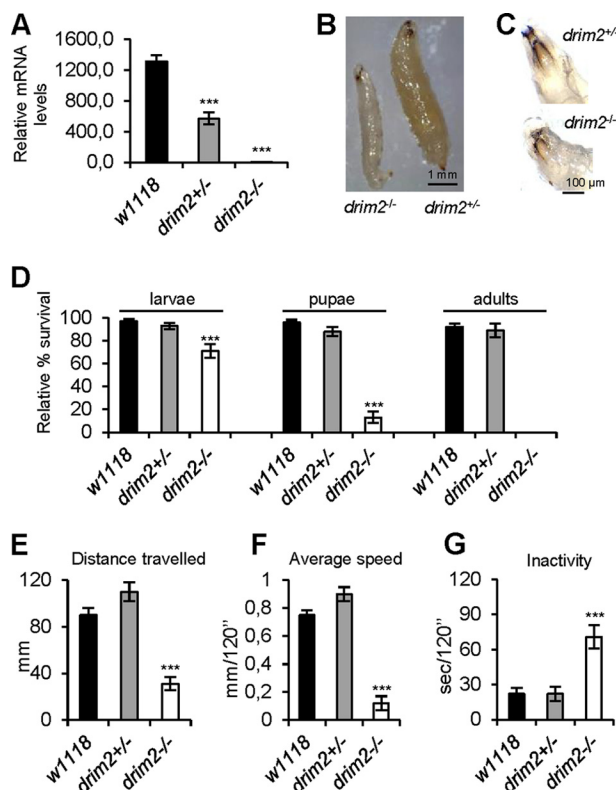 A
Relative mRNA
levels
1600,0
1200,0
800,0
400,0
0,0
***
***
w1118
drim2+/-
drim2-/-
B
1 mm
drim2-/-
drim2+/-
C
drim2+/-
drim2-/-
100 µm
D
larvae
pupae
adults
Relative % survival
100
80
60
40
20
0
***
***
w1118
drim2+/-
drim2-/-
w1118
drim2+/-
drim2-/-
w1118
drim2+/-
drim2-/-
E
Distance travelled
mm
120
80
40
0
***
w1118
drim2+/-
drim2-/-
F
Average speed
mm/120”
1
0,8
0,6
0,4
0,2
0
***
w1118
drim2+/-
drim2-/-
G
Inactivity
sec/120”
120
90
60
30
0
***
w1118
drim2+/-
drim2-/-